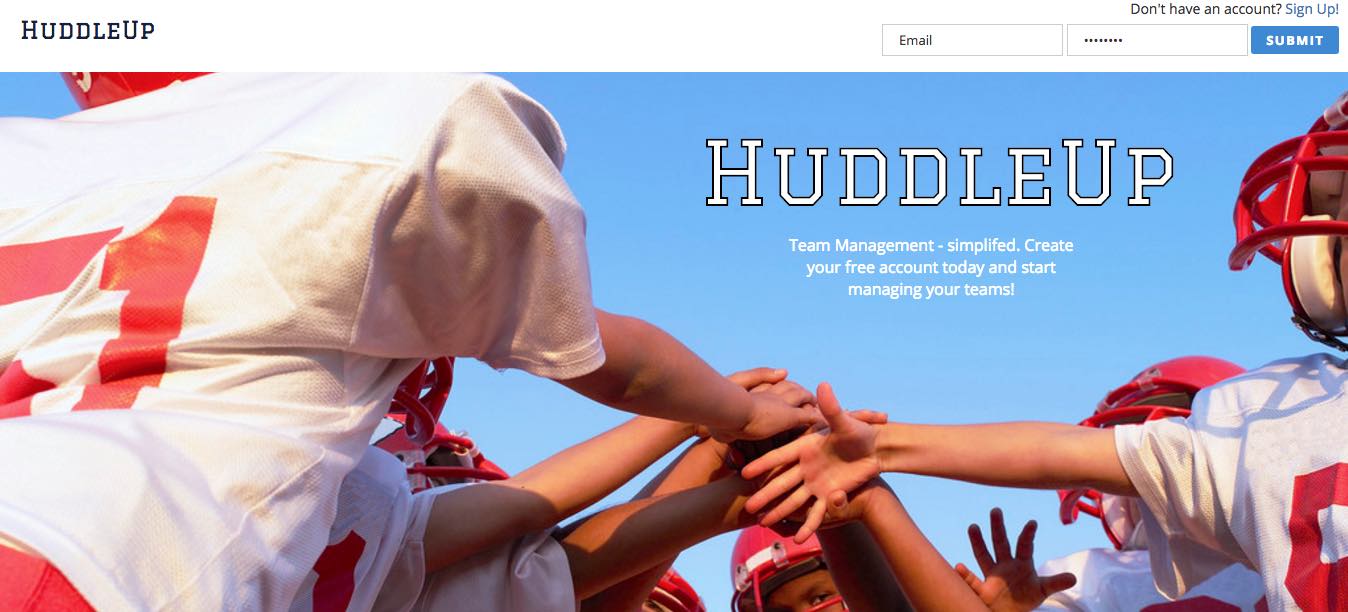 HuddleUp
Don't have an account? Sign Up!
Email
••••••••
SUBMIT
HuddleUp
Team Management - simplifed. Create
your free account today and start
managing your teams!
1